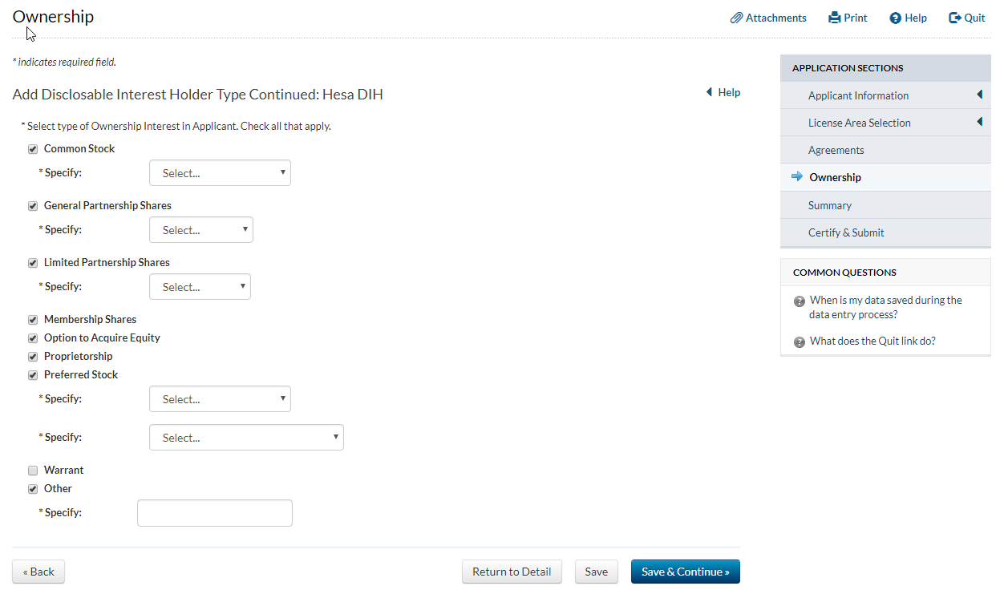 Ownership
Attachments
Print
Help
Quit
* indicates required field.
Add Disclosable Interest Holder Type Continued: Hesa DIH
Help
* Select type of Ownership Interest in Applicant. Check all that apply.
Common Stock
* Specify:
Select...
General Partnership Shares
* Specify:
Select...
Limited Partnership Shares
* Specify:
Select...
Membership Shares
Option to Acquire Equity
Proprietorship
Preferred Stock
* Specify:
Select...
* Specify:
Select...
Warrant
Other
* Specify:
« Back
Return to Detail
Save
Save & Continue »
APPLICATION SECTIONS
Applicant Information
License Area Selection
Agreements
Ownership
Summary
Certify & Submit
COMMON QUESTIONS
When is my data saved during the
data entry process?
What does the Quit link do?